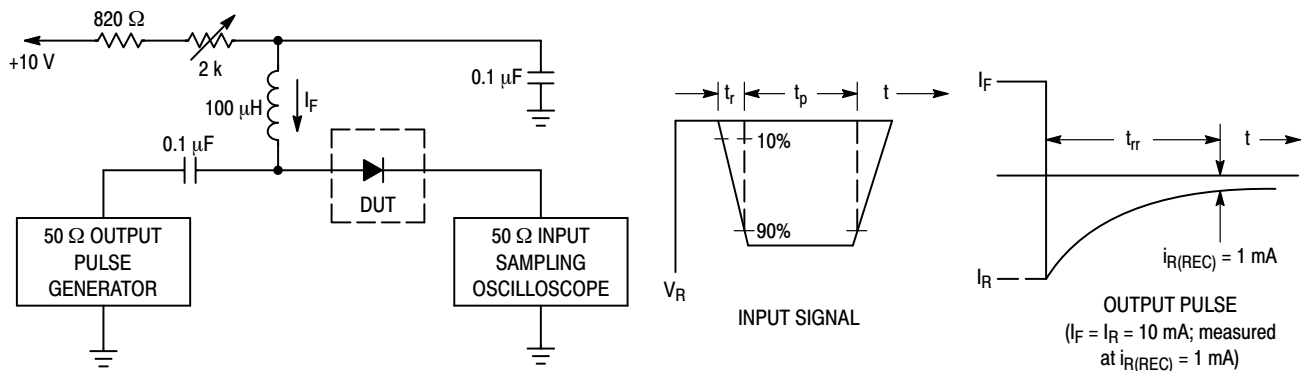 820 Ω
+10 V
2 k
0.1 μF
100 μH
I_F
0.1 μF
DUT
50 Ω OUTPUT
PULSE
GENERATOR
50 Ω INPUT
SAMPLING
OSCILLOSCOPE
t_r
t_p
t
10%
90%
V_R
INPUT SIGNAL
I_F
t_rr
t
i_R(REC) = 1 mA
I_R
OUTPUT PULSE
(I_F = I_R = 10 mA; measured
at i_R(REC) = 1 mA)